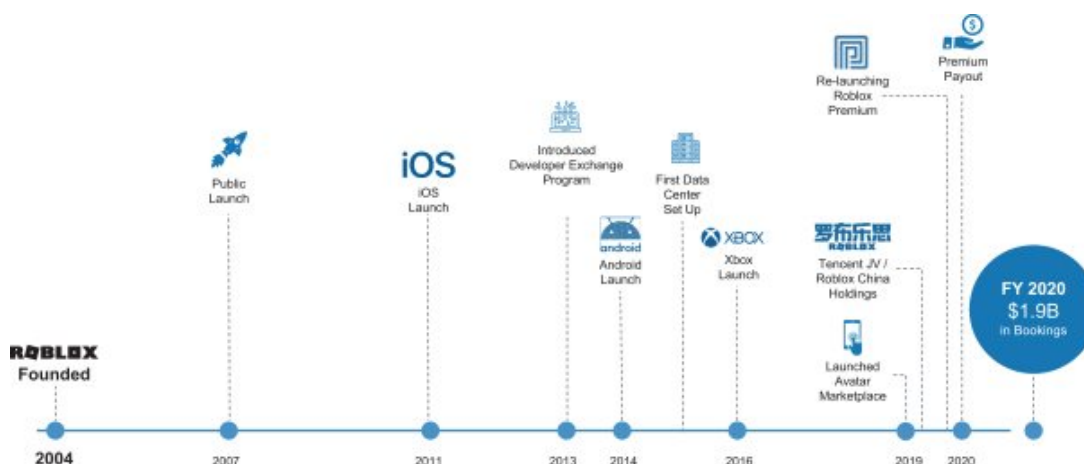 ROBLOX
Founded
Public
Launch
iOS
iOS
Launch
Introduced
Developer Exchange
Program
android
Android
Launch
First Data
Center
Set Up
XBOX
Xbox
Launch
Re-launching
Roblox
Premium
$
Premium
Payout
罗布乐思
ROBLOX
Tencent JV /
Roblox China
Holdings
Launched
Avatar
Marketplace
FY 2020
$1.9B
in Bookings
2004
2007
2011
2013
2014
2016
2019
2020